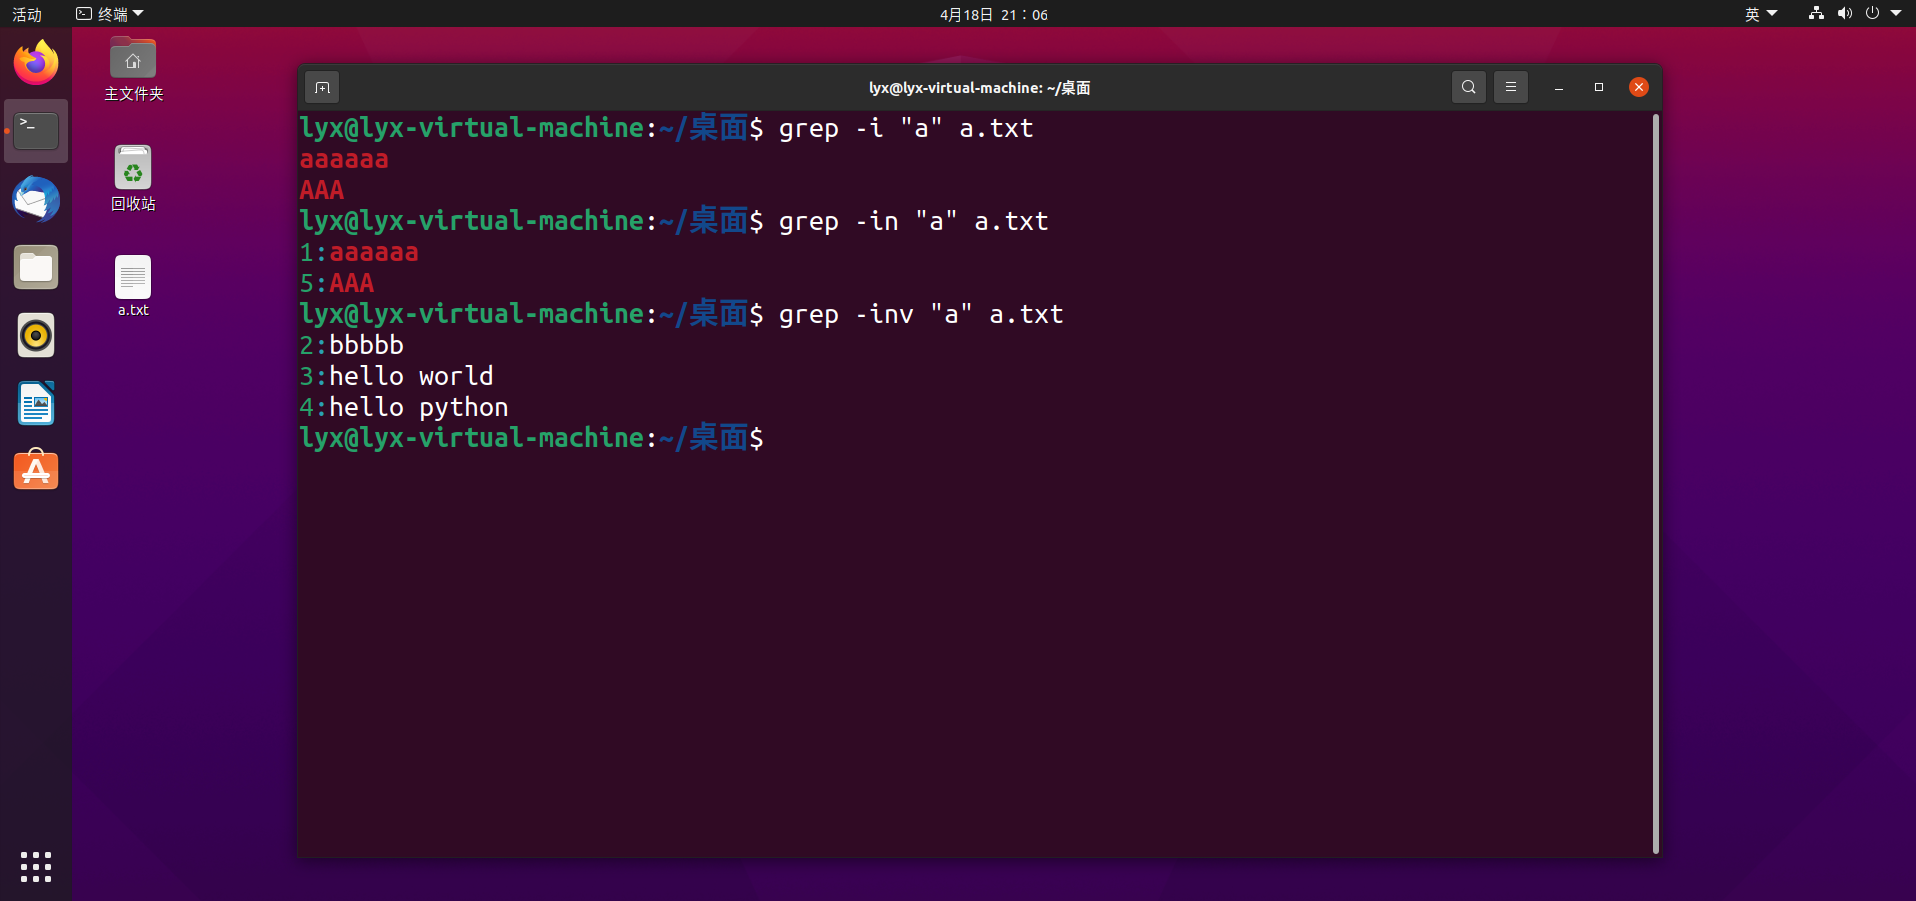 活动 终端 4月18日 21：06 英
主文件夹
回收站
a.txt
lyx@lyx-virtual-machine: ~/桌面
lyx@lyx-virtual-machine:~/桌面$ grep -i "a" a.txt
aaaaaa
AAA
lyx@lyx-virtual-machine:~/桌面$ grep -in "a" a.txt
1:aaaaaa
5:AAA
lyx@lyx-virtual-machine:~/桌面$ grep -inv "a" a.txt
2:bbbbb
3:hello world
4:hello python
lyx@lyx-virtual-machine:~/桌面$